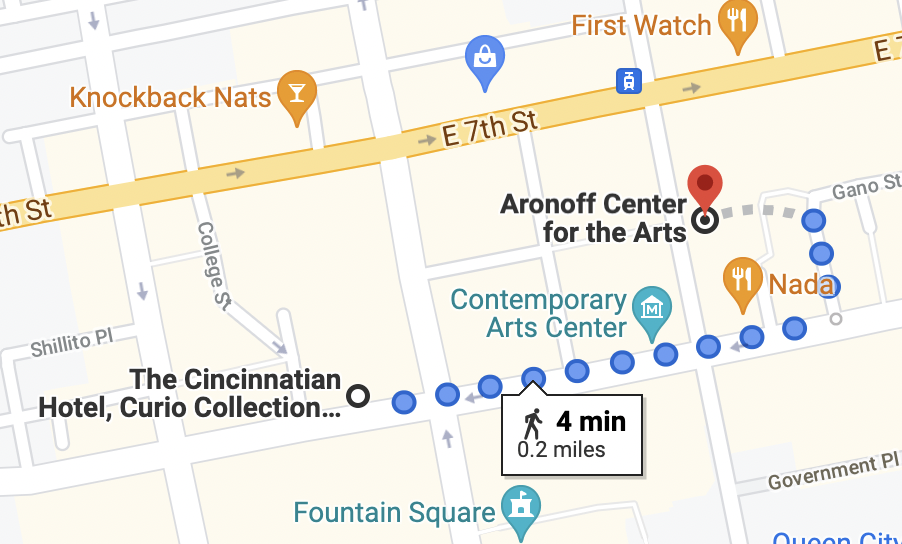 First Watch
E 7
Knockback Nats
E 7th St
th St
Gano St
Aronoff Center
for the Arts
College St
Nada
Contemporary
Arts Center
Shillito Pl
The Cincinnatian
Hotel, Curio Collection...
4 min
0.2 miles
Government Pl
Fountain Square
Queen City